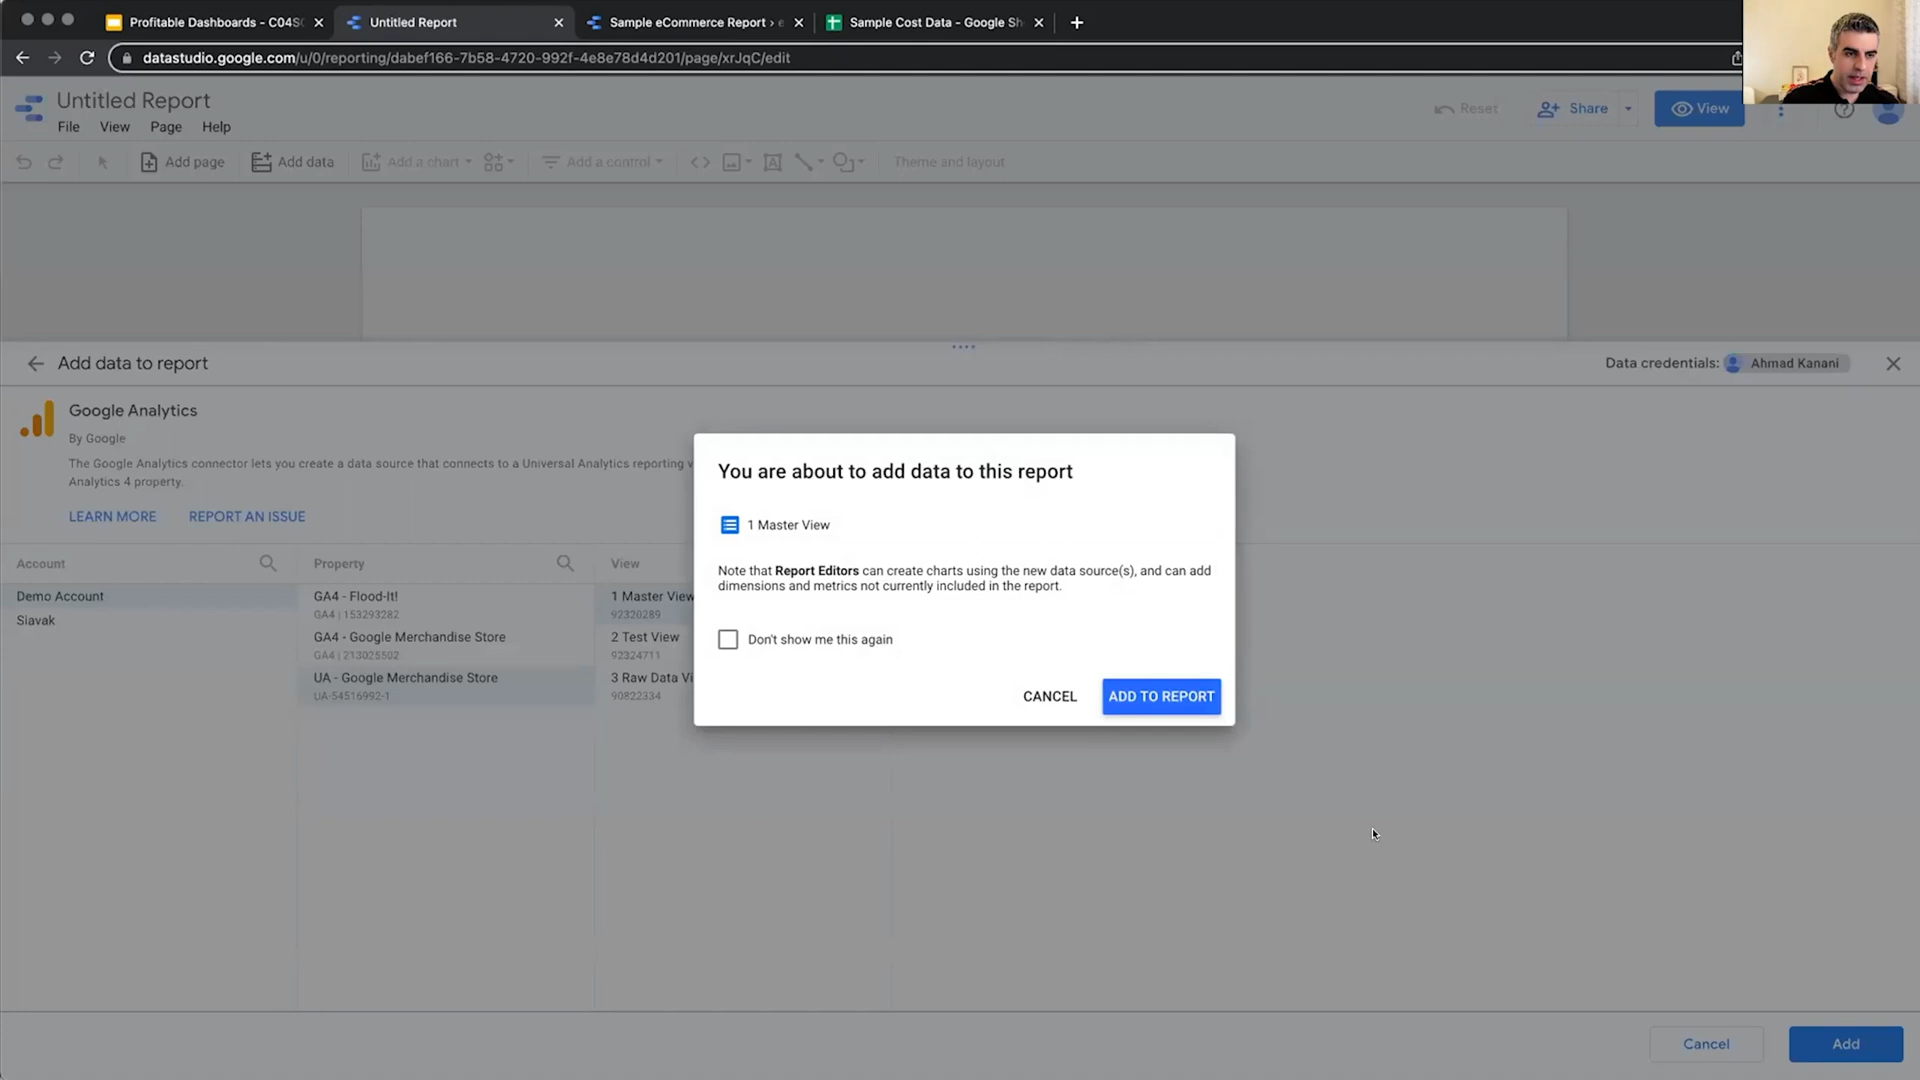 Profitable Dashboards - C04S
Untitled Report
Sample eCommerce Report › e
Sample Cost Data - Google Sh
datastudio.google.com/u/0/reporting/dabef166-7b58-4720-992f-4e8e78d4d201/page/xrJqC/edit
Untitled Report
File View Page Help
Reset
Share
View
Add page
Add data
Add a chart
Add a control
Theme and layout
Add data to report
Data credentials: Ahmad Kanani
Google Analytics
By Google
The Google Analytics connector lets you create a data source that connects to a Universal Analytics reporting v
Analytics 4 property.
LEARN MORE
REPORT AN ISSUE
Account
Property
View
Demo Account
Siavak
GA4 - Flood-It!
GA4 | 153293282
GA4 - Google Merchandise Store
GA4 | 213025502
UA - Google Merchandise Store
UA-54516992-1
1 Master View
92320289
2 Test View
92324711
3 Raw Data Vi
90822334
You are about to add data to this report
1 Master View
Note that Report Editors can create charts using the new data source(s), and can add
dimensions and metrics not currently included in the report.
Don't show me this again
CANCEL
ADD TO REPORT
Cancel
Add